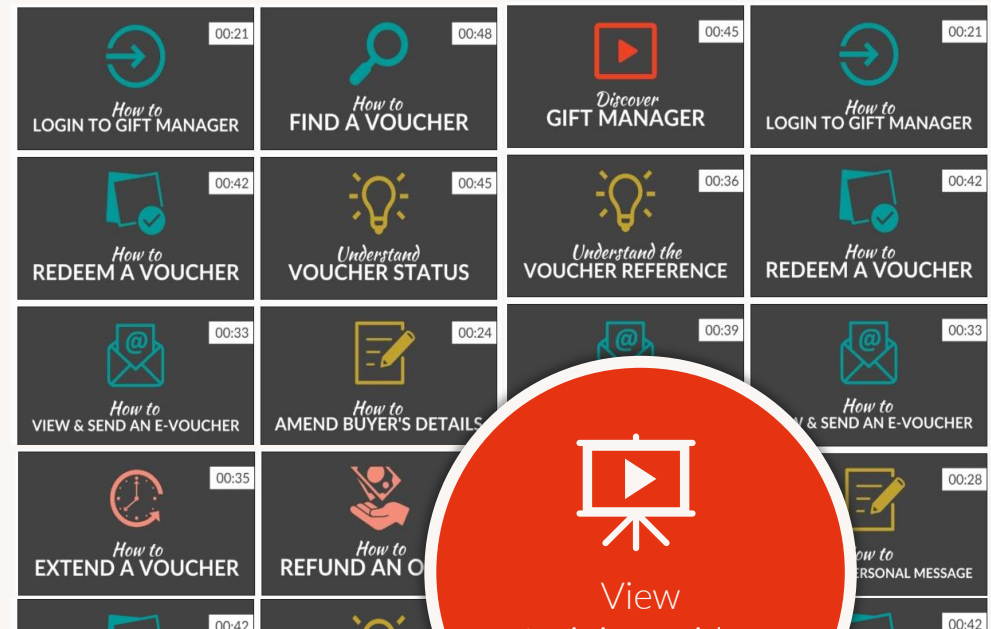 00:21
How to
LOGIN TO GIFT MANAGER
00:48
How to
FIND A VOUCHER
00:45
Discover
GIFT MANAGER
00:21
How to
LOGIN TO GIFT MANAGER
00:42
How to
REDEEM A VOUCHER
00:45
Understand
VOUCHER STATUS
00:36
Understand the
VOUCHER REFERENCE
00:42
How to
REDEEM A VOUCHER
00:33
How to
VIEW & SEND AN E-VOUCHER
00:24
How to
AMEND BUYER'S DETAILS
00:39
00:33
How to
& SEND AN E-VOUCHER
00:35
How to
EXTEND A VOUCHER
How to
REFUND AN
00:28
to
PERSONAL MESSAGE
View
00:42
00:42